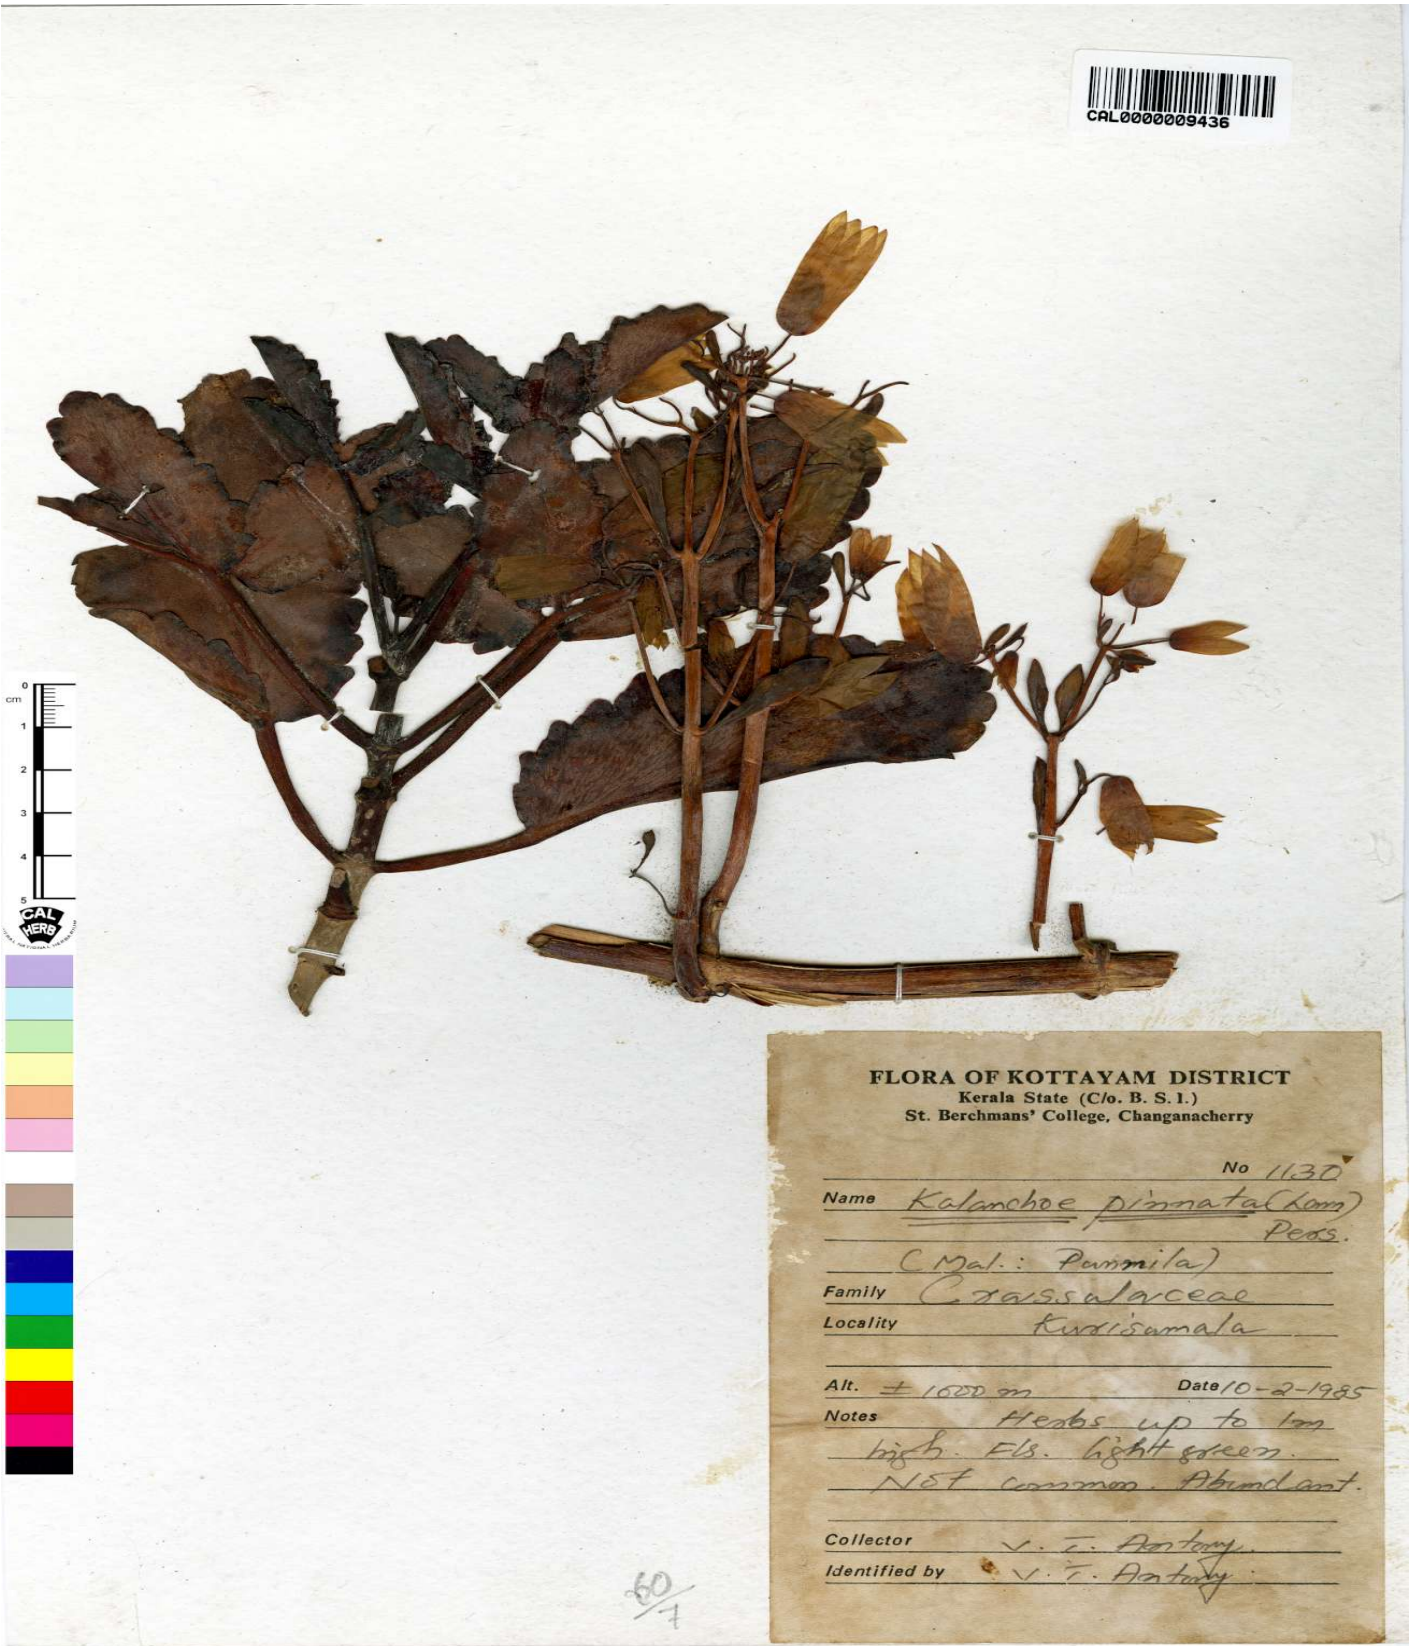 CAL0000009436
cm
0
1
2
3
4
5
CAL
HERB
FLORA OF KOTTAYAM DISTRICT
Kerala State (C/o. B. S. I.)
St. Berchmans' College, Changanacherry
No 1130
Name Kalanchoe pinnata (Lam)
Pers.
(Mal.: Panmila)
Family Crassulaceae
Locality Kurisumala
Alt. ± 1000 m Date 10-2-1985
Notes Herbs up to 1m
high. Fls. light green.
Not common. Abundant.
Collector V. T. Antony.
Identified by V. T. Antony.
60/7